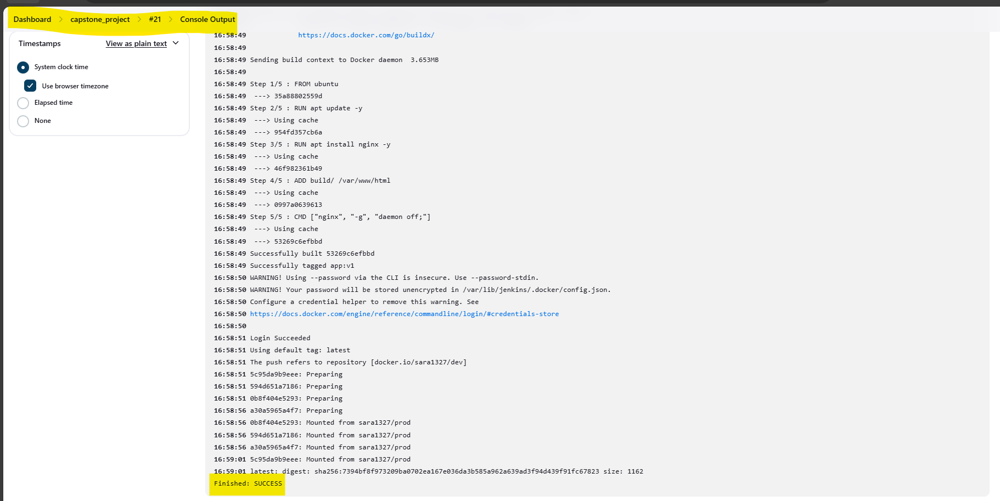 Dashboard > capstone_project > #21 > Console Output
Timestamps
View as plain text
System clock time
Use browser timezone
Elapsed time
None
16:58:49 https://docs.docker.com/go/buildx/
16:58:49
16:58:49 Sending build context to Docker daemon  3.653MB
16:58:49
16:58:49 Step 1/5 : FROM ubuntu
16:58:49  ---> 35a88802559d
16:58:49 Step 2/5 : RUN apt update -y
16:58:49  ---> Using cache
16:58:49  ---> 954fd357cb6a
16:58:49 Step 3/5 : RUN apt install nginx -y
16:58:49  ---> Using cache
16:58:49  ---> 46f982361b49
16:58:49 Step 4/5 : ADD build/ /var/www/html
16:58:49  ---> Using cache
16:58:49  ---> 0997a0639613
16:58:49 Step 5/5 : CMD ["nginx", "-g", "daemon off;"]
16:58:49  ---> Using cache
16:58:49  ---> 53269c6efbbd
16:58:49 Successfully built 53269c6efbbd
16:58:49 Successfully tagged app:v1
16:58:50 WARNING! Using --password via the CLI is insecure. Use --password-stdin.
16:58:50 WARNING! Your password will be stored unencrypted in /var/lib/jenkins/.docker/config.json.
16:58:50 Configure a credential helper to remove this warning. See
16:58:50 https://docs.docker.com/engine/reference/commandline/login/#credentials-store
16:58:50
16:58:51 Login Succeeded
16:58:51 Using default tag: latest
16:58:51 The push refers to repository [docker.io/sara1327/dev]
16:58:51 5c95da9b9eee: Preparing
16:58:51 594d651a7186: Preparing
16:58:51 0b8f404e5293: Preparing
16:58:56 a30a5965a4f7: Preparing
16:58:56 0b8f404e5293: Mounted from sara1327/prod
16:58:56 594d651a7186: Mounted from sara1327/prod
16:58:56 a30a5965a4f7: Mounted from sara1327/prod
16:59:01 5c95da9b9eee: Mounted from sara1327/prod
16:59:01 latest: digest: sha256:7394bf8f973209ba0702ea167e036da3b585a962a639ad3f94d439f91fc67823 size: 1162
Finished: SUCCESS